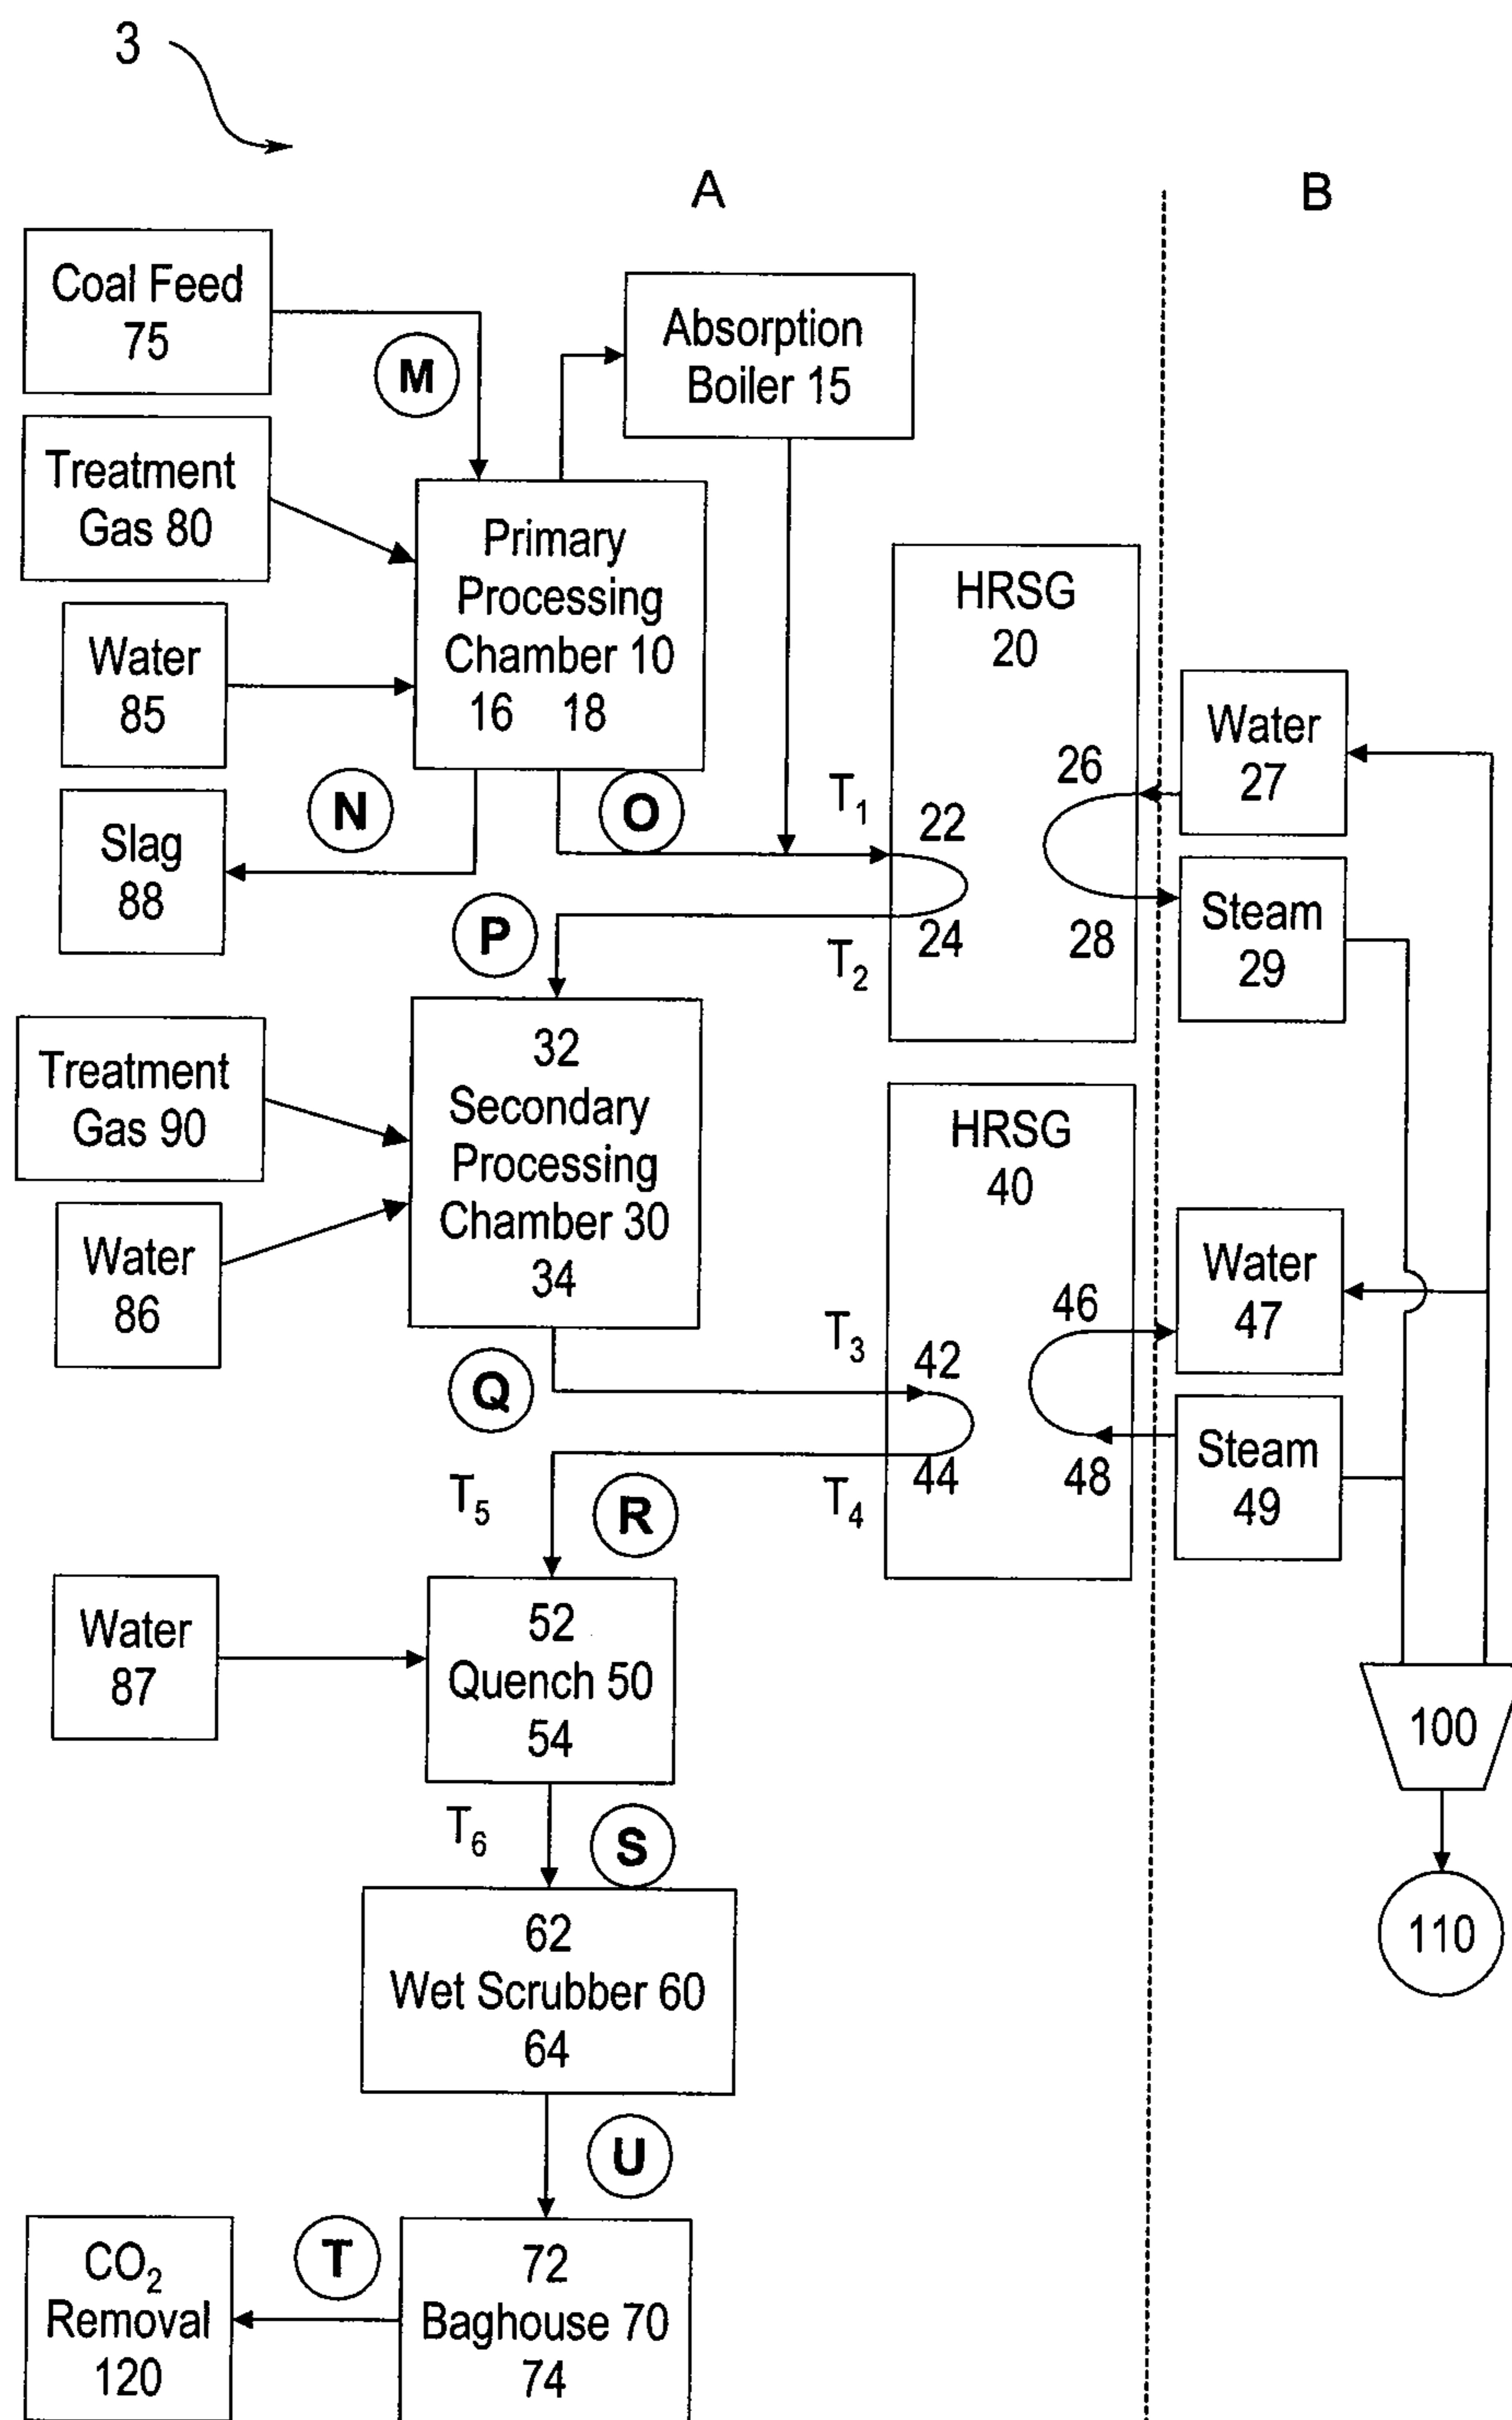 3
A
B
Coal Feed
75
M
Absorption
Boiler 15
Treatment
Gas 80
Primary
Processing
Chamber 10
16 18
Water
85
HRSG
20
Water
27
26
N
O
T1
22
Slag
88
P
T2
24
28
Steam
29
Treatment
Gas 90
32
Secondary
Processing
Chamber 30
34
HRSG
40
Water
86
Water
47
46
T3
42
Q
T5
R
T4
44
48
Steam
49
Water
87
52
Quench 50
54
100
T6
S
62
Wet Scrubber 60
64
110
U
CO2
Removal
120
T
72
Baghouse 70
74